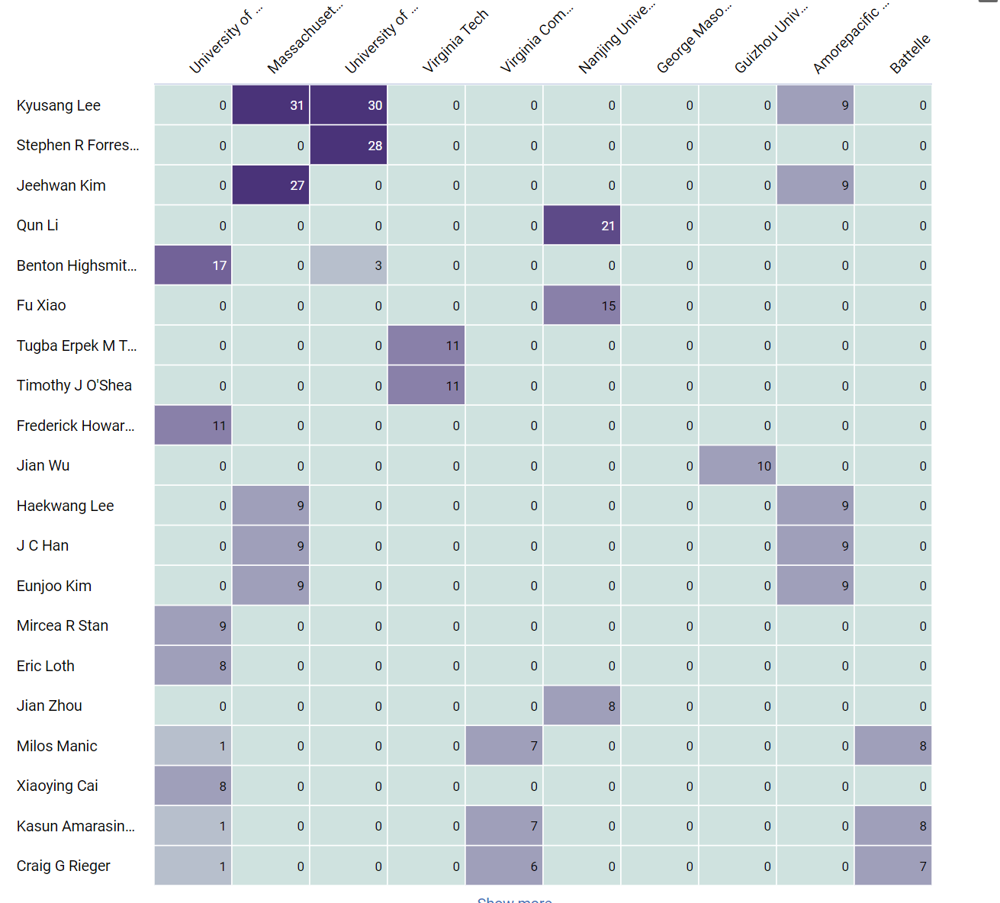 University of ...
Massachuset...
University of ...
Virginia Tech
Virginia Com...
Nanjing Unive...
George Maso...
Guizhou Univ...
Amorepacific ...
Battelle
Kyusang Lee 0 31 30 0 0 0 0 0 9 0
Stephen R Forres... 0 0 28 0 0 0 0 0 0 0
Jeehwan Kim 0 27 0 0 0 0 0 0 9 0
Qun Li 0 0 0 0 0 21 0 0 0 0
Benton Highsmit... 17 0 3 0 0 0 0 0 0 0
Fu Xiao 0 0 0 0 0 15 0 0 0 0
Tugba Erpek M T... 0 0 0 11 0 0 0 0 0 0
Timothy J O'Shea 0 0 0 11 0 0 0 0 0 0
Frederick Howar... 11 0 0 0 0 0 0 0 0 0
Jian Wu 0 0 0 0 0 0 0 10 0 0
Haekwang Lee 0 9 0 0 0 0 0 0 9 0
J C Han 0 9 0 0 0 0 0 0 9 0
Eunjoo Kim 0 9 0 0 0 0 0 0 9 0
Mircea R Stan 9 0 0 0 0 0 0 0 0 0
Eric Loth 8 0 0 0 0 0 0 0 0 0
Jian Zhou 0 0 0 0 0 8 0 0 0 0
Milos Manic 1 0 0 0 7 0 0 0 0 8
Xiaoying Cai 8 0 0 0 0 0 0 0 0 0
Kasun Amarasin... 1 0 0 0 7 0 0 0 0 8
Craig G Rieger 1 0 0 0 6 0 0 0 0 7
Show more